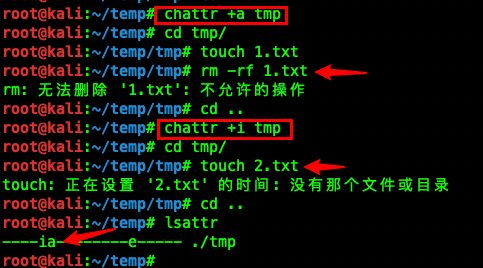 root@kali:~/temp# chattr +a tmp
root@kali:~/temp# cd tmp/
root@kali:~/temp/tmp# touch 1.txt
root@kali:~/temp/tmp# rm -rf 1.txt
rm: 无法删除 '1.txt': 不允许的操作
root@kali:~/temp/tmp# cd ..
root@kali:~/temp# chattr +i tmp
root@kali:~/temp# cd tmp/
root@kali:~/temp/tmp# touch 2.txt
touch: 正在设置 '2.txt' 的时间: 没有那个文件或目录
root@kali:~/temp/tmp# cd ..
root@kali:~/temp# lsattr
----ia--------e----- ./tmp
root@kali:~/temp#